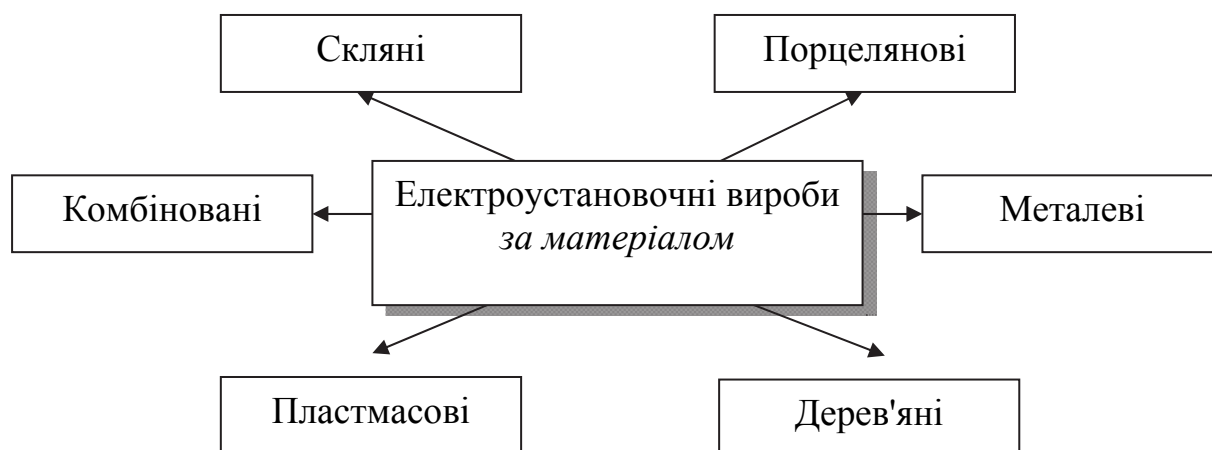 Скляні
Порцелянові
Комбіновані
Електроустановочні вироби
за матеріалом
Металеві
Пластмасові
Дерев'яні